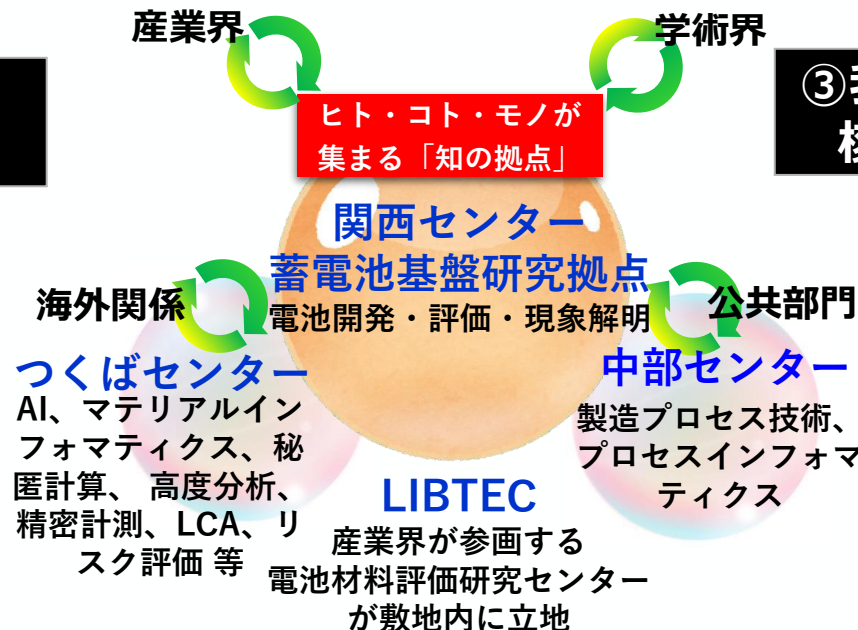 産業界
学術界
③
ヒト・コト・モノが
集まる「知の拠点」
関西センター
蓄電池基盤研究拠点
電池開発・評価・現象解明
海外関係
公共部門
つくばセンター
AI、マテリアルイン
フォマティクス、秘
匿計算、 高度分析、
精密計測、LCA、リ
スク評価 等
中部センター
製造プロセス技術、
プロセスインフォマ
ティクス
LIBTEC
産業界が参画する
電池材料評価研究センター
が敷地内に立地